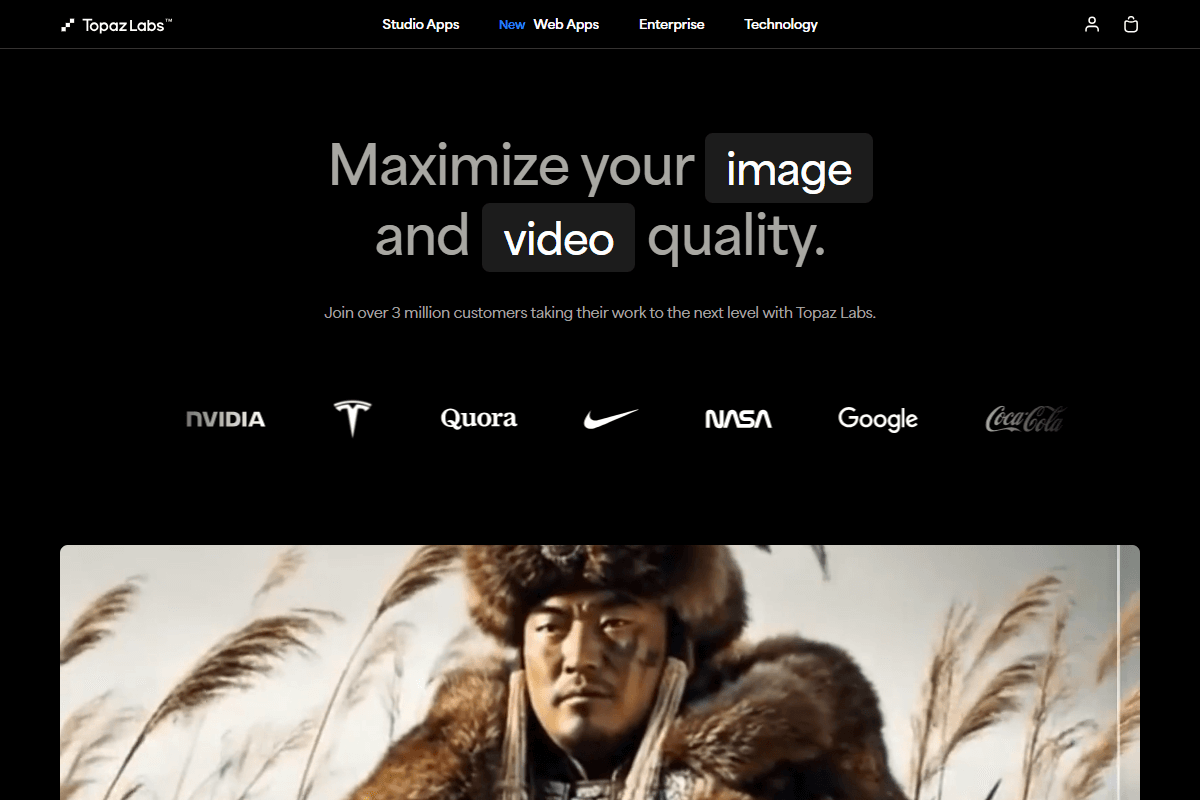 Topaz Labs™
Studio Apps
New Web Apps
Enterprise
Technology
Maximize your image
and video quality.
Join over 3 million customers taking their work to the next level with Topaz Labs.
NVIDIA
Quora
NASA
Google
Coca-Cola